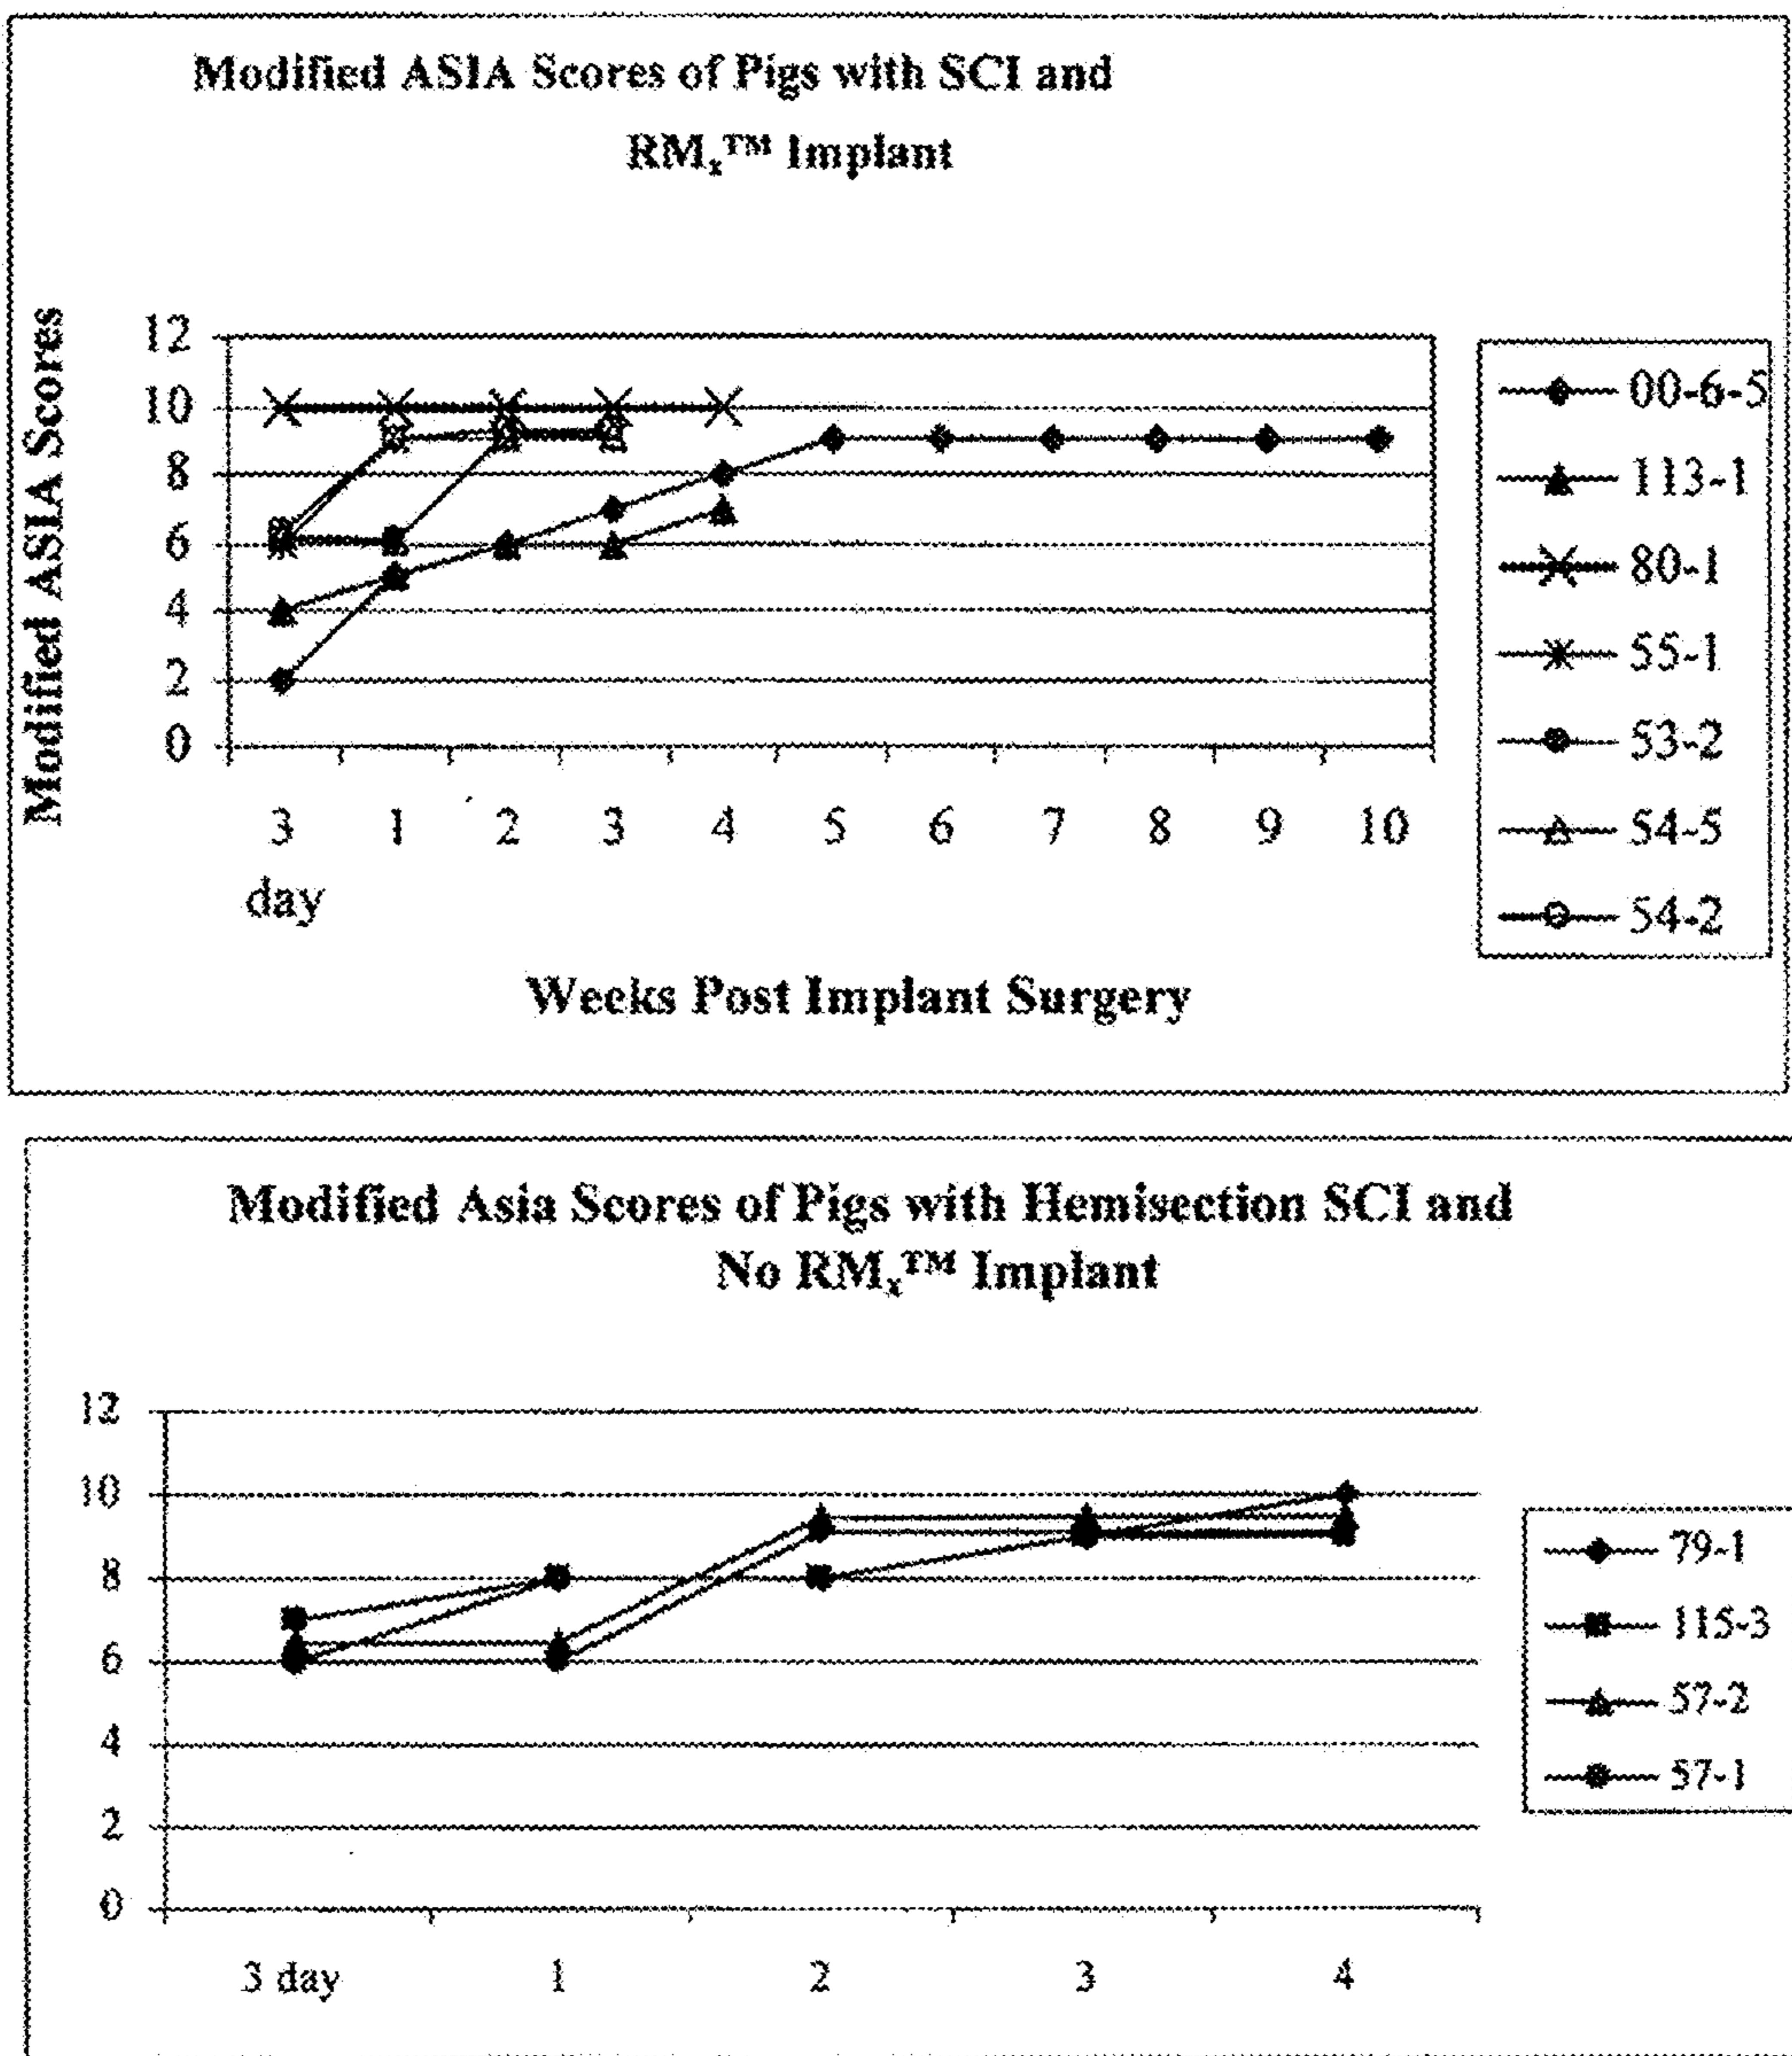 Modified ASIA Scores of Pigs with SCI and
RMx™ Implant
Modified ASIA Scores
12
10
8
6
4
2
0
3 1 2 3 4 5 6 7 8 9 10
day
Weeks Post Implant Surgery
00-6-5
113-1
80-1
55-1
53-2
54-5
54-2
Modified Asia Scores of Pigs with Hemisection SCI and
No RMx™ Implant
12
10
8
6
4
2
0
3 day 1 2 3 4
79-1
115-3
57-2
57-1